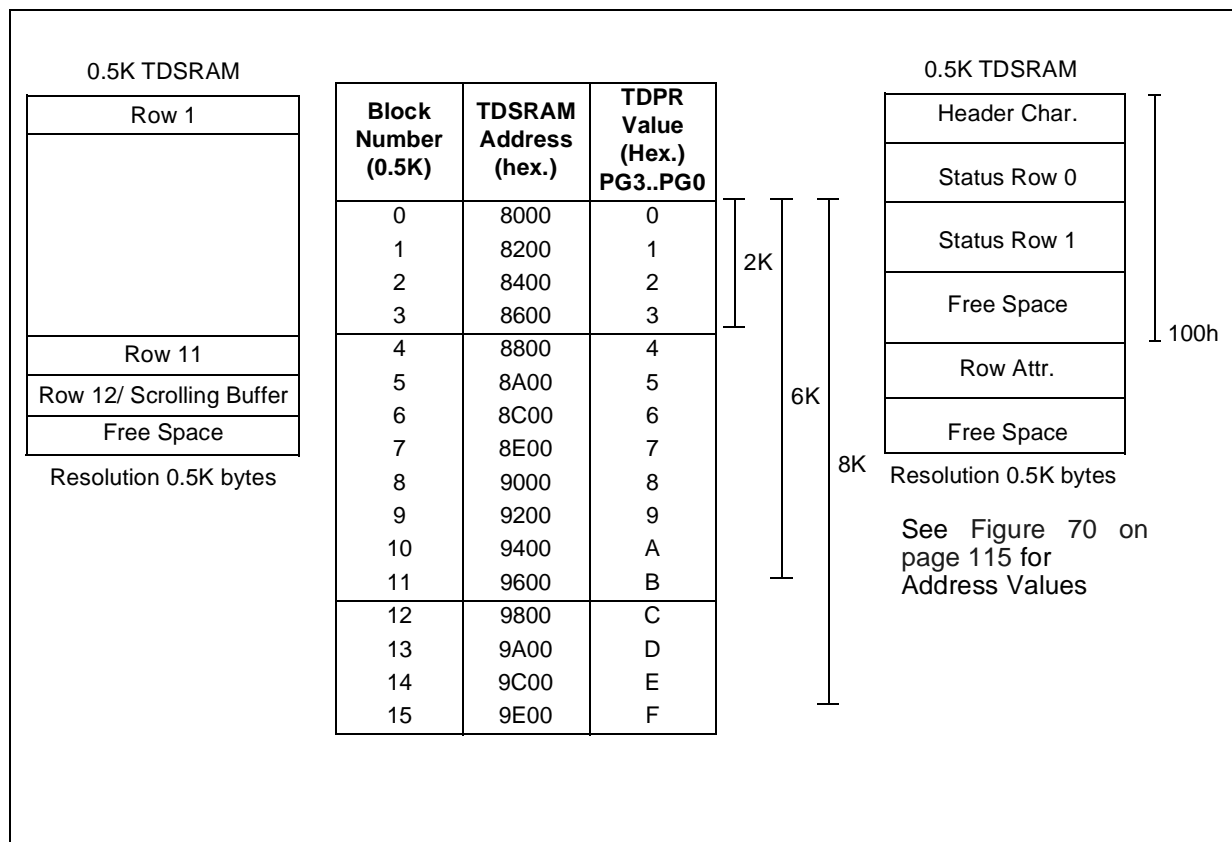 0.5K TDSRAM
Row 1
Row 11
Row 12/ Scrolling Buffer
Free Space
Resolution 0.5K bytes
Block Number (0.5K) TDSRAM Address (hex.) TDPR Value (Hex.) PG3..PG0
0 8000 0
1 8200 1
2 8400 2
3 8600 3
4 8800 4
5 8A00 5
6 8C00 6
7 8E00 7
8 9000 8
9 9200 9
10 9400 A
11 9600 B
12 9800 C
13 9A00 D
14 9C00 E
15 9E00 F
2K
6K
8K
0.5K TDSRAM
Header Char.
Status Row 0
Status Row 1
Free Space
100h
Row Attr.
Free Space
Resolution 0.5K bytes
See Figure 70 on
page 115 for
Address Values